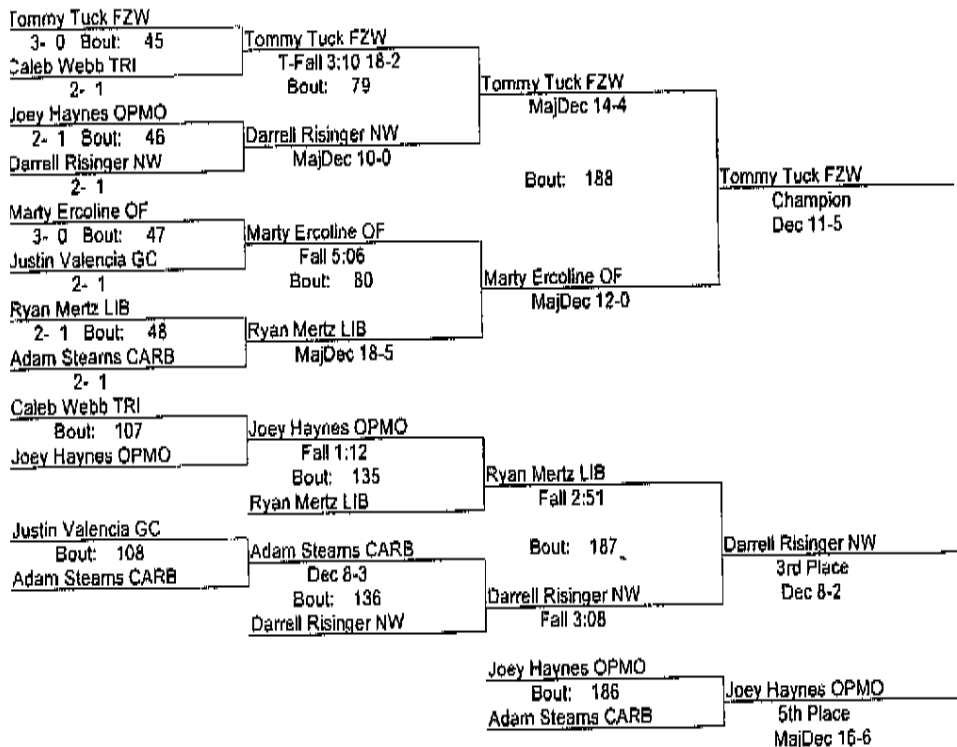 Tommy Tuck FZW
3- 0 Bout: 45
Caleb Webb TRI
2- 1
Joey Haynes OPMO
2- 1 Bout: 46
Darrell Risinger NW
2- 1
Marty Ercoline OF
3- 0 Bout: 47
Justin Valencia GC
2- 1
Ryan Mertz LIB
2- 1 Bout: 48
Adam Stearns CARB
2- 1
Tommy Tuck FZW
T-Fall 3:10 18-2
Bout: 79
Darrell Risinger NW
MajDec 10-0
Marty Ercoline OF
Fall 5:06
Bout: 80
Ryan Mertz LIB
MajDec 18-5
Tommy Tuck FZW
MajDec 14-4
Bout: 188
Marty Ercoline OF
MajDec 12-0
Tommy Tuck FZW
Champion
Dec 11-5
Caleb Webb TRI
Bout: 107
Joey Haynes OPMO
Justin Valencia GC
Bout: 108
Adam Stearns CARB
Joey Haynes OPMO
Fall 1:12
Bout: 135
Ryan Mertz LIB
Adam Stearns CARB
Dec 8-3
Bout: 136
Darrell Risinger NW
Ryan Mertz LIB
Fall 2:51
Bout: 187
Darrell Risinger NW
Fall 3:08
Darrell Risinger NW
3rd Place
Dec 8-2
Joey Haynes OPMO
Bout: 186
Adam Stearns CARB
Joey Haynes OPMO
5th Place
MajDec 16-6